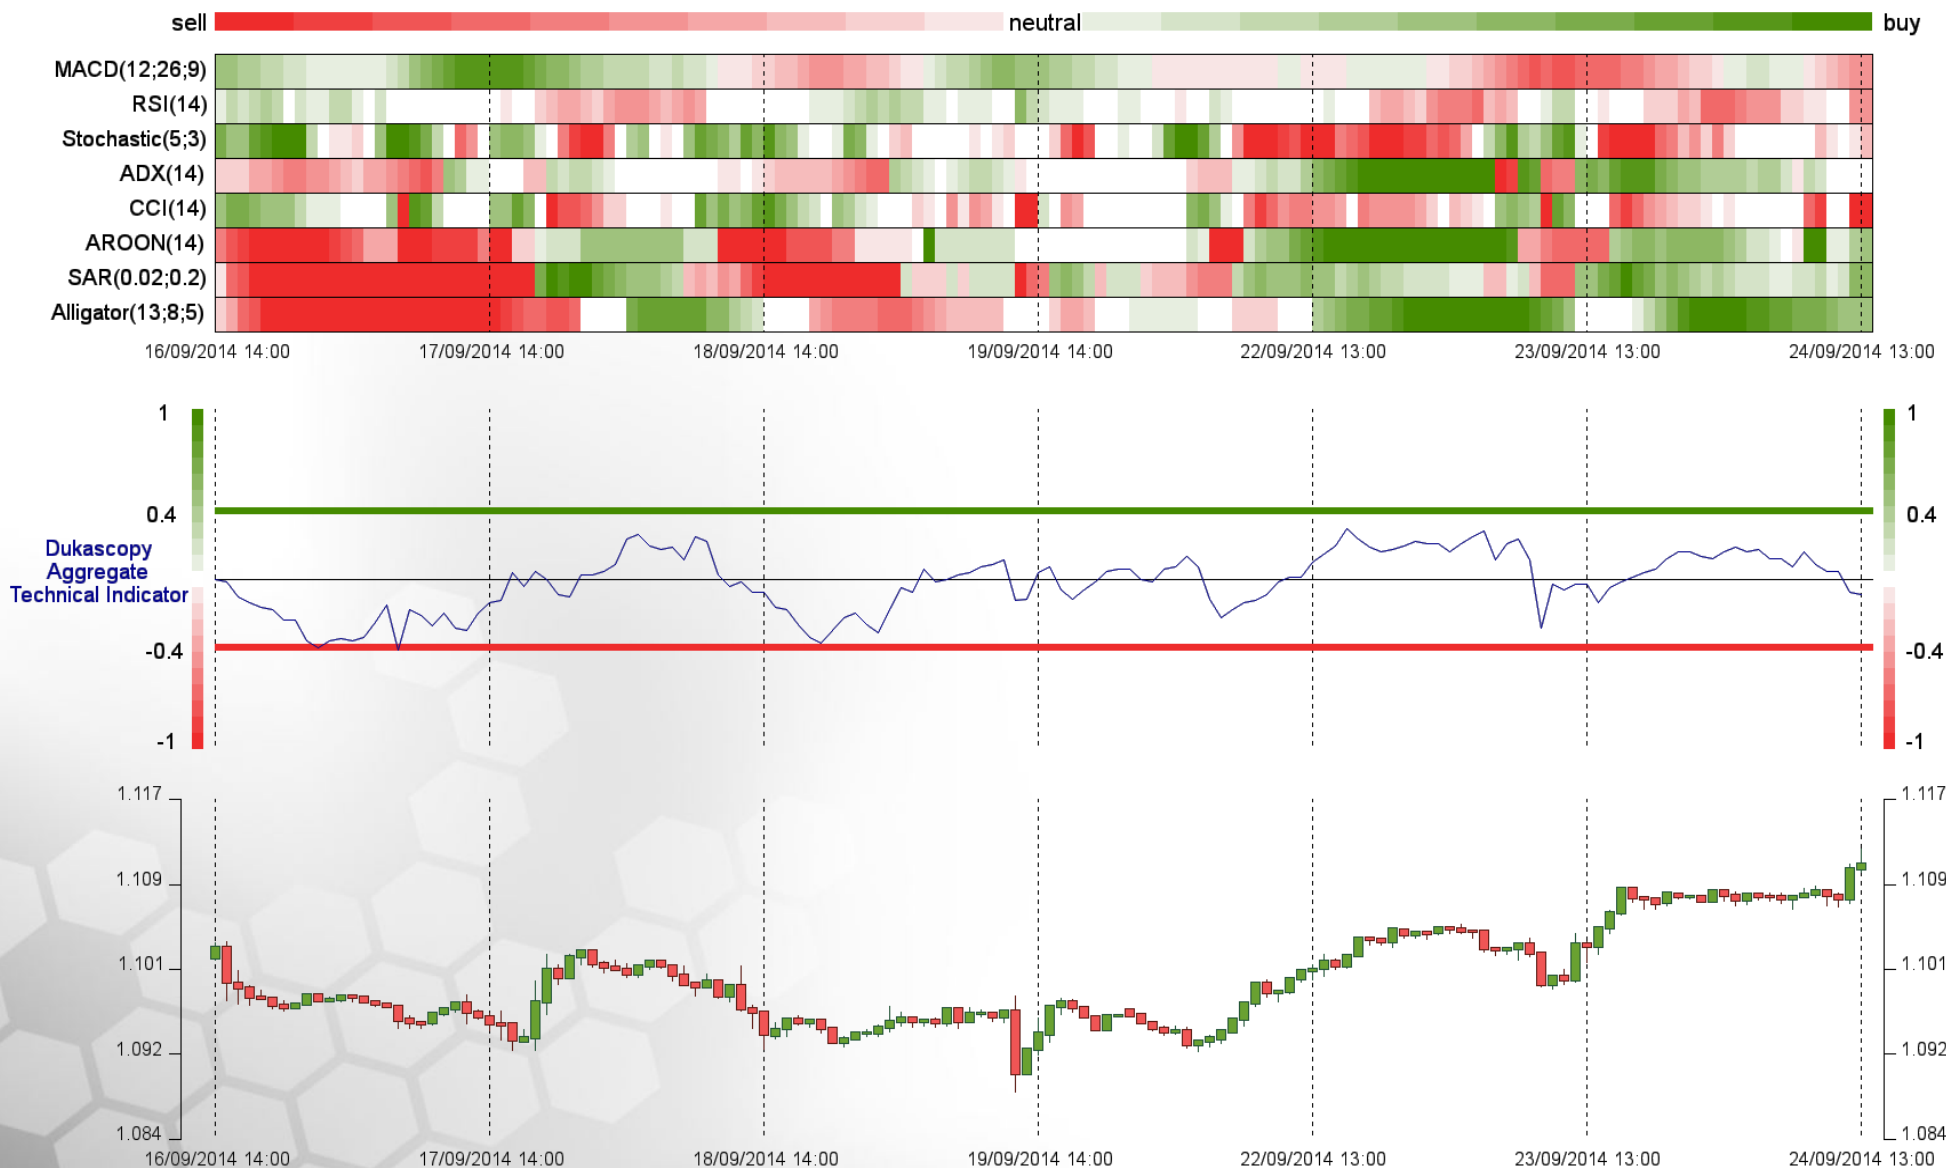 sell neutral buy
MACD(12;26;9)
RSI(14)
Stochastic(5;3)
ADX(14)
CCI(14)
AROON(14)
SAR(0.02;0.2)
Alligator(13;8;5)
16/09/2014 14:00 17/09/2014 14:00 18/09/2014 14:00 19/09/2014 14:00 22/09/2014 13:00 23/09/2014 13:00 24/09/2014 13:00
1 1
0.4 0.4
Dukascopy
Aggregate
Technical Indicator
-0.4 -0.4
-1 -1
1.117 1.117
1.109 1.109
1.101 1.101
1.092 1.092
1.084 1.084
16/09/2014 14:00 17/09/2014 14:00 18/09/2014 14:00 19/09/2014 14:00 22/09/2014 13:00 23/09/2014 13:00 24/09/2014 13:00